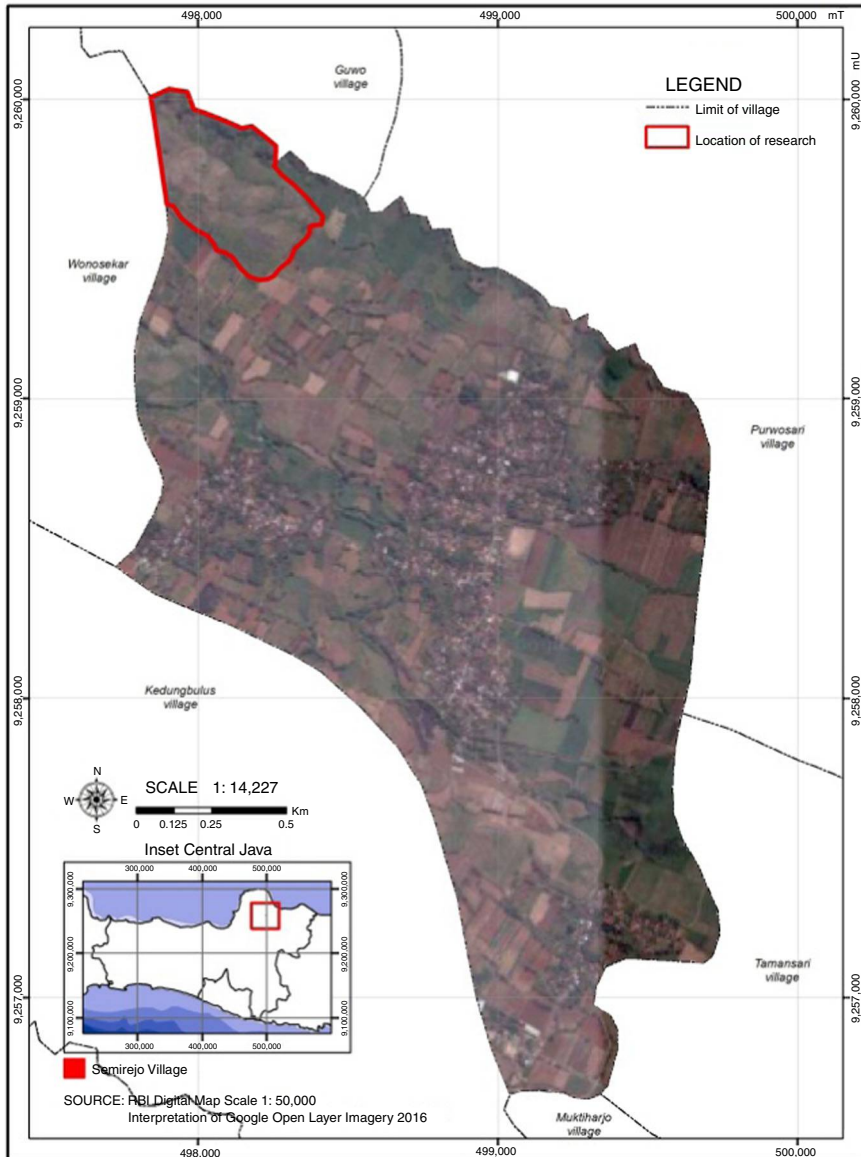 498,000 499,000 500,000 mT
mU
9,260,000 9,260,000
Guwo
village
LEGEND
Limit of village
Location of research
Wonosekar
village
9,259,000 9,259,000
Purwosari
village
Kedungbulus
village
9,258,000 9,258,000
N
W E
S
SCALE 1: 14,227
0 0.125 0.25 0.5 Km
Inset Central Java
300,000 400,000 500,000
9,300,000 9,300,000
9,200,000 9,200,000
9,100,000 9,100,000
300,000 400,000 500,000
Tamansari
village
9,257,000 9,257,000
Semirejo Village
SOURCE: RBI Digital Map Scale 1: 50,000
Interpretation of Google Open Layer Imagery 2016
Muktiharjo
village
498,000 499,000 500,000